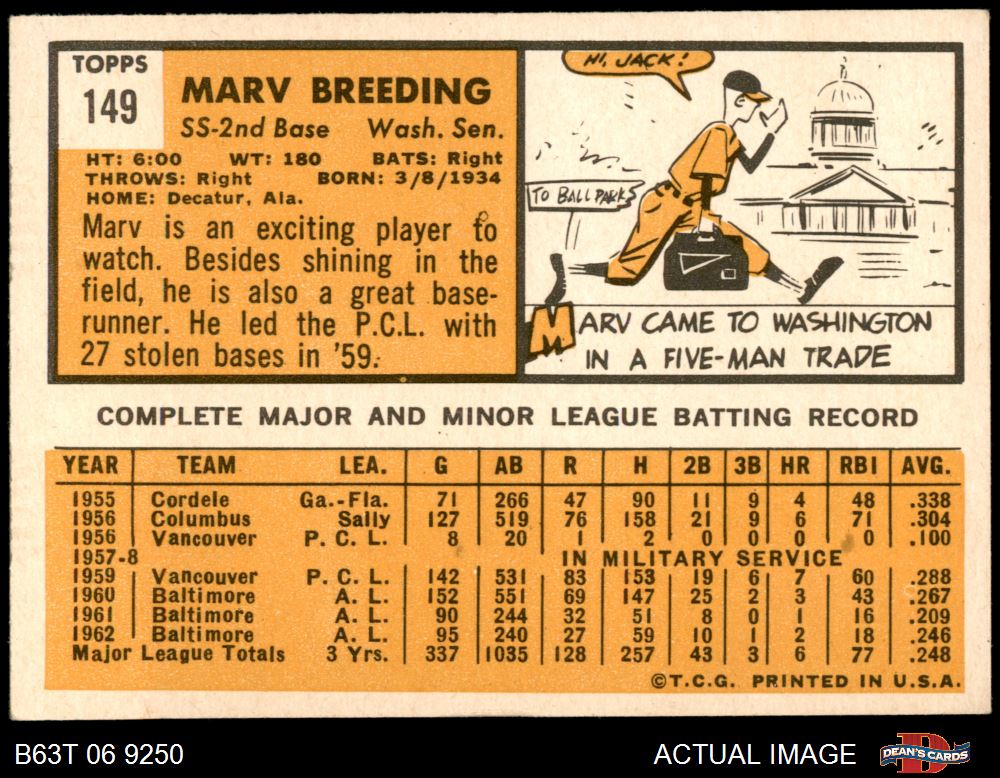 TOPPS
149
MARV BREEDING
SS-2nd Base Wash. Sen.
HT: 6:00 WT: 180 BATS: Right
THROWS: Right BORN: 3/8/1934
HOME: Decatur, Ala.
Marv is an exciting player to
watch. Besides shining in the
field, he is also a great base-
runner. He led the P.C.L. with
27 stolen bases in '59.
HI, JACK!
TO BALL PARK
MARV CAME TO WASHINGTON
IN A FIVE-MAN TRADE
COMPLETE MAJOR AND MINOR LEAGUE BATTING RECORD
YEAR TEAM LEA. G AB R H 2B 3B HR RBI AVG.
1955 Cordele Ga.-Fla. 71 266 47 90 11 9 4 48 .338
1956 Columbus Sally 127 519 76 158 21 9 6 71 .304
1956 Vancouver P. C. L. 8 20 1 2 0 0 0 0 .100
1957-8 IN MILITARY SERVICE
1959 Vancouver P. C. L. 142 531 83 153 19 6 7 60 .288
1960 Baltimore A. L. 152 551 69 147 25 2 3 43 .267
1961 Baltimore A. L. 90 244 32 51 8 0 1 16 .209
1962 Baltimore A. L. 95 240 27 59 10 1 2 18 .246
Major League Totals 3 Yrs. 337 1035 128 257 43 3 6 77 .248
©T.C.G. PRINTED IN U.S.A.
B63T 06 9250 ACTUAL IMAGE DEAN'S CARDS